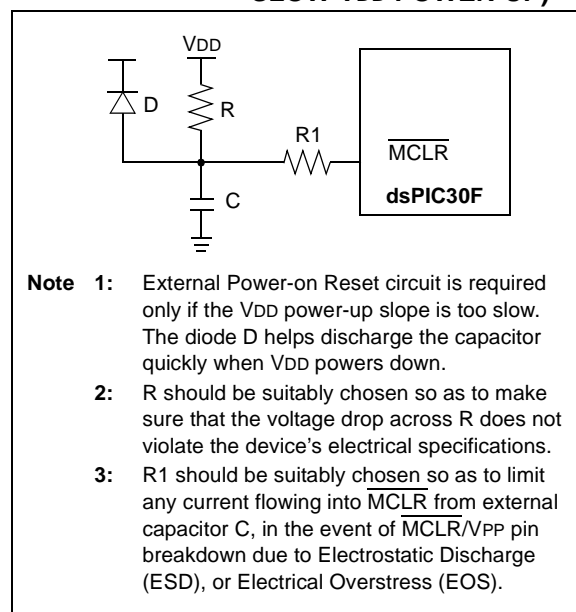 VDD
D
R
R1
MCLR
dsPIC30F
C
Note 1: External Power-on Reset circuit is required
only if the VDD power-up slope is too slow.
The diode D helps discharge the capacitor
quickly when VDD powers down.
2: R should be suitably chosen so as to make
sure that the voltage drop across R does not
violate the device's electrical specifications.
3: R1 should be suitably chosen so as to limit
any current flowing into MCLR from external
capacitor C, in the event of MCLR/VPP pin
breakdown due to Electrostatic Discharge
(ESD), or Electrical Overstress (EOS).